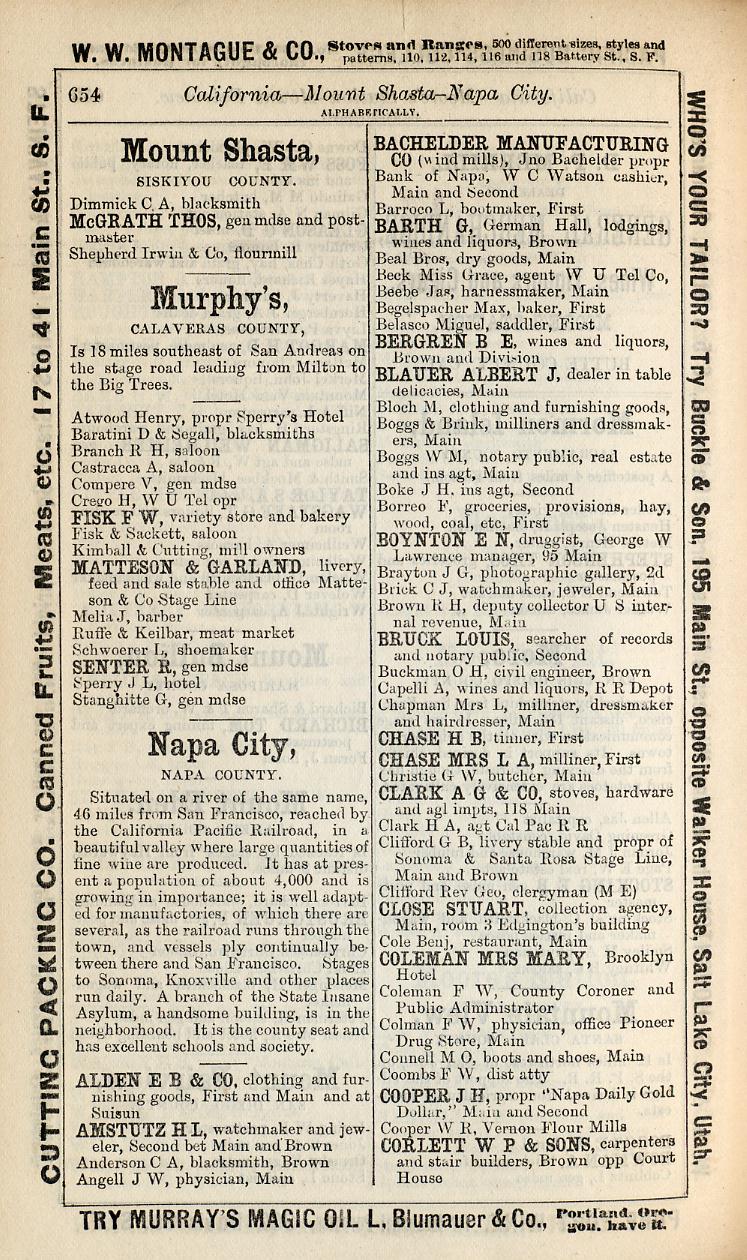 W. W. MONTAGUE & CO., Stoves and Ranges, 500 different sizes, styles and
patterns, 110, 112, 114, 116 and 118 Battery St., S. F.
CUTTING PACKING CO. Canned Fruits, Meats, etc. 17 to 41 Main St., S. F.
654 California—Mount Shasta–Napa City.
ALPHABETICALLY.
Mount Shasta,
SISKIYOU COUNTY.
Dimmick C. A, blacksmith
McGRATH THOS, gen mdse and post-
master
Shepherd Irwin & Co, flourmill
Murphy's,
CALAVERAS COUNTY,
Is 18 miles southeast of San Andreas on
the stage road leading from Milton to
the Big Trees.
Atwood Henry, propr Sperry's Hotel
Baratini D & Segall, blacksmiths
Branch R H, saloon
Castracca A, saloon
Compere V, gen mdse
Crego H, W U Tel opr
FISK F W, variety store and bakery
Fisk & Sackett, saloon
Kimball & Cutting, mill owners
MATTESON & GARLAND, livery,
feed and sale stable and office Matte-
son & Co Stage Line
Melia J, barber
Ruffe & Keilbar, meat market
Schwoerer L, shoemaker
SENTER R, gen mdse
Sperry J L, hotel
Stanghitte G, gen mdse
Napa City,
NAPA COUNTY.
Situated on a river of the same name,
46 miles from San Francisco, reached by
the California Pacific Railroad, in a
beautiful valley where large quantities of
fine wine are produced. It has at pres-
ent a population of about 4,000 and is
growing in importance; it is well adapt-
ed for manufactories, of which there are
several, as the railroad runs through the
town, and vessels ply continually be-
tween there and San Francisco. Stages
to Sonoma, Knoxville and other places
run daily. A branch of the State Insane
Asylum, a handsome building, is in the
neighborhood. It is the county seat and
has excellent schools and society.
ALDEN E B & CO, clothing and fur-
nishing goods, First and Main and at
Suisun
AMSTUTZ H L, watchmaker and jew-
eler, Second bet Main and Brown
Anderson C A, blacksmith, Brown
Angell J W, physician, Main
BACHELDER MANUFACTURING
CO (wind mills), Jno Bachelder propr
Bank of Napa, W C Watson cashier,
Main and Second
Barroco L, bootmaker, First
BARTH G, German Hall, lodgings,
wines and liquors, Brown
Beal Bros, dry goods, Main
Beck Miss Grace, agent W U Tel Co,
Beebe Jas, harnessmaker, Main
Begelspacher Max, baker, First
Belasco Miguel, saddler, First
BERGREN B E, wines and liquors,
Brown and Division
BLAUER ALBERT J, dealer in table
delicacies, Main
Bloch M, clothing and furnishing goods,
Boggs & Brink, milliners and dressmak-
ers, Main
Boggs W M, notary public, real estate
and ins agt, Main
Boke J H, ins agt, Second
Borreo F, groceries, provisions, hay,
wood, coal, etc, First
BOYNTON E N, druggist, George W
Lawrence manager, 95 Main
Brayton J G, photographic gallery, 2d
Brick C J, watchmaker, jeweler, Main
Brown R H, deputy collector U S inter-
nal revenue, Main
BRUCK LOUIS, searcher of records
and notary public, Second
Buckman O H, civil engineer, Brown
Capelli A, wines and liquors, R R Depot
Chapman Mrs L, milliner, dressmaker
and hairdresser, Main
CHASE H B, tinner, First
CHASE MRS L A, milliner, First
Christie G W, butcher, Main
CLARK A G & CO, stoves, hardware
and agl impts, 118 Main
Clark H A, agt Cal Pac R R
Clifford G B, livery stable and propr of
Sonoma & Santa Rosa Stage Line,
Main and Brown
Clifford Rev Geo, clergyman (M E)
CLOSE STUART, collection agency,
Main, room 3 Edgington's building
Cole Benj, restaurant, Main
COLEMAN MRS MARY, Brooklyn
Hotel
Coleman F W, County Coroner and
Public Administrator
Colman F W, physician, office Pioneer
Drug Store, Main
Connell M O, boots and shoes, Main
Coombs F W, dist atty
COOPER J H, propr "Napa Daily Gold
Dollar," Main and Second
Cooper W R, Vernon Flour Mills
CORLETT W P & SONS, carpenters
and stair builders, Brown opp Court
House
WHO'S YOUR TAILOR? Try Buckle & Son, 195 Main St., opposite Walker House, Salt Lake City, Utah.
TRY MURRAY'S MAGIC OIL L. Blumauer & Co., Portland, Ore-
gon. have it.